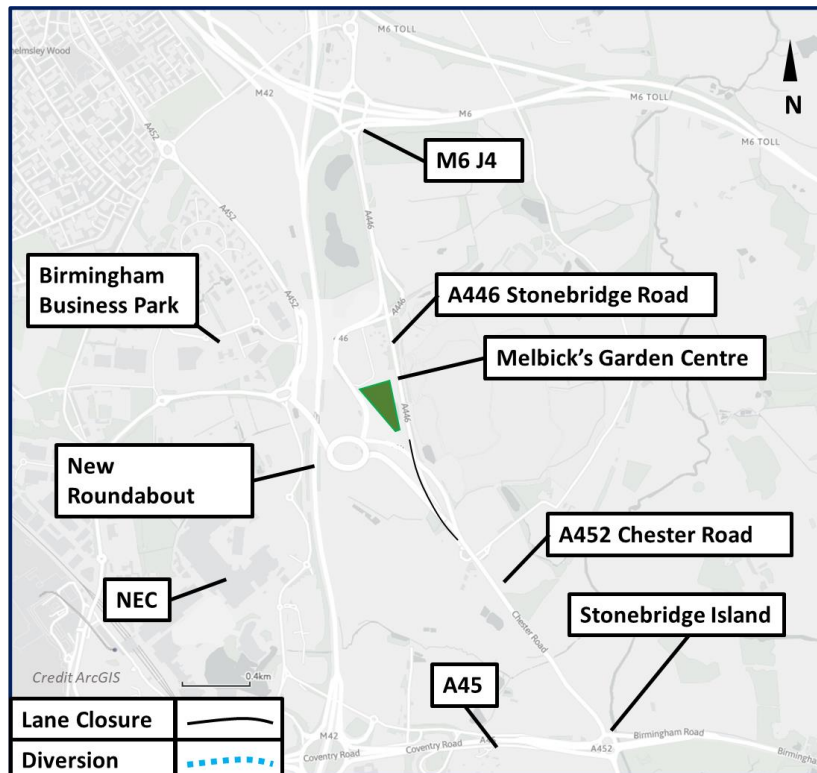 M6 TOLL
helmsley Wood
M42
A452
M6
M6 TOLL
N
M6 J4
M6 TOLL
A446
Birmingham
Business Park
A446 Stonebridge Road
A452
A446
Melbick's Garden Centre
46
A446
New
Roundabout
A452 Chester Road
NEC
Stonebridge Island
Chester Road
Credit ArcGIS
0.4km
A45
Lane Closure
Diversion
M42
Coventry Road
Coventry Road
A45
A452
Birmingham Road